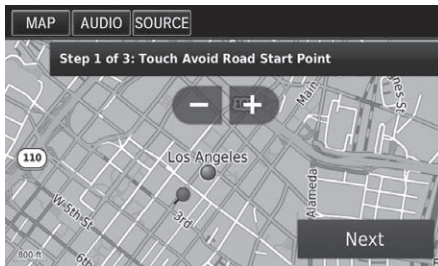 MAP AUDIO SOURCE
Step 1 of 3: Touch Avoid Road Start Point
− +
Main
110
Los Angeles
Alameda
W 5th St
3rd
6th
800 ft
Next